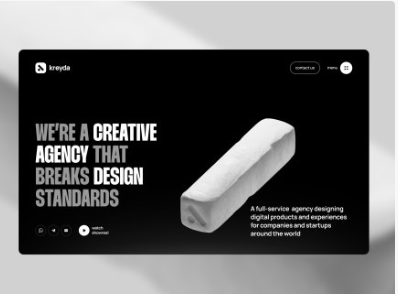 kreyda
contact us
menu
WE'RE A CREATIVE
AGENCY THAT
BREAKS DESIGN
STANDARDS
watch
showreel
A full-service agency designing
digital products and experiences
for companies and startups
around the world